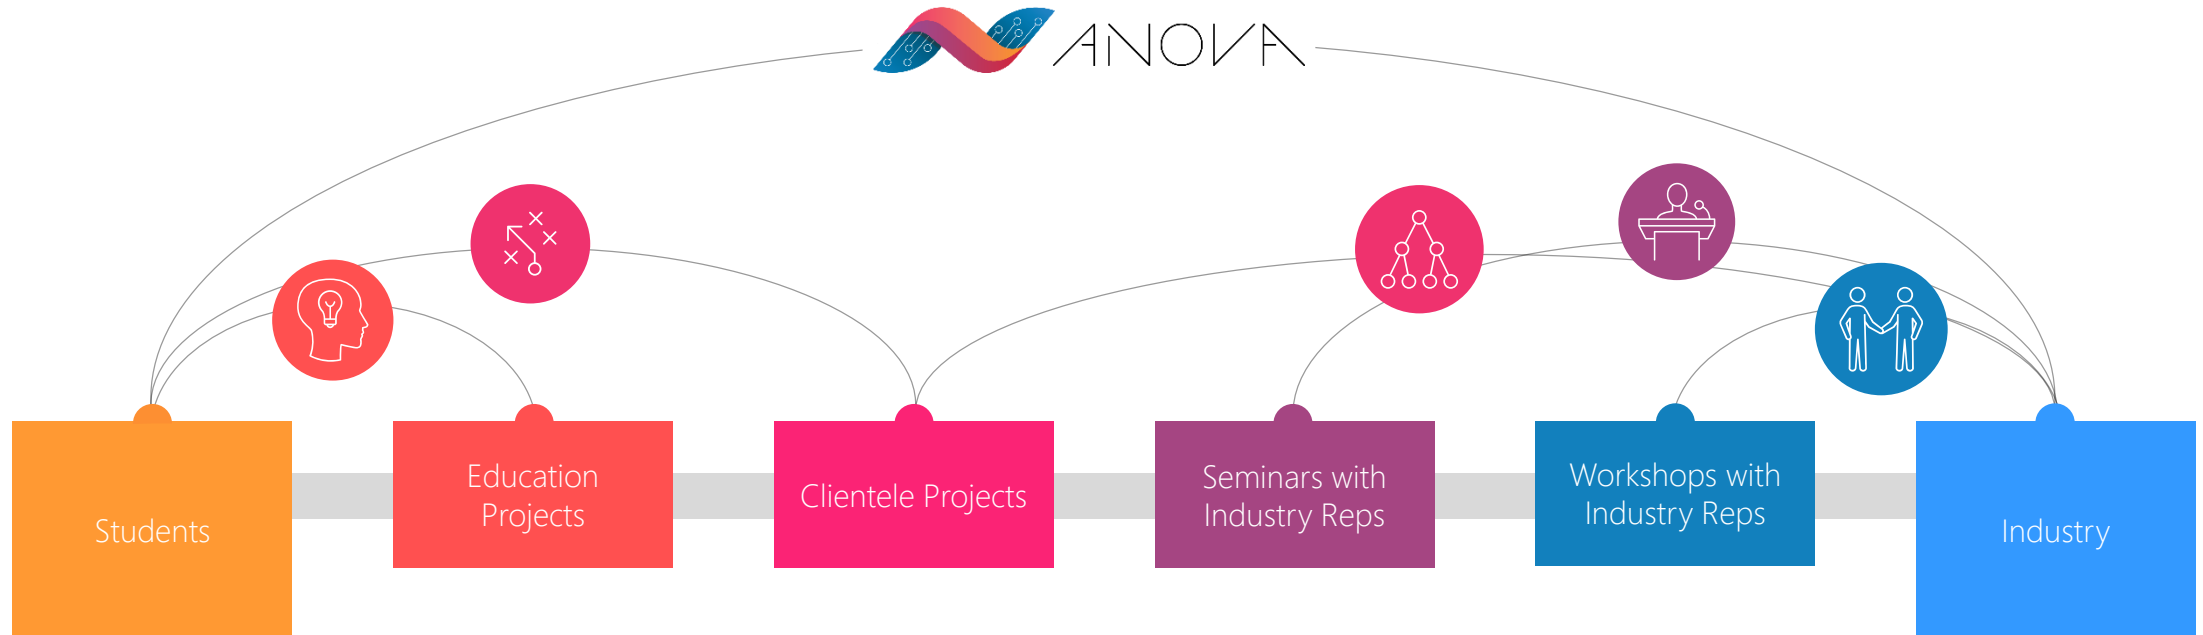 ANOVA
Education
Projects
Clientele Projects
Seminars with
Industry Reps
Workshops with
Industry Reps
Students
Industry